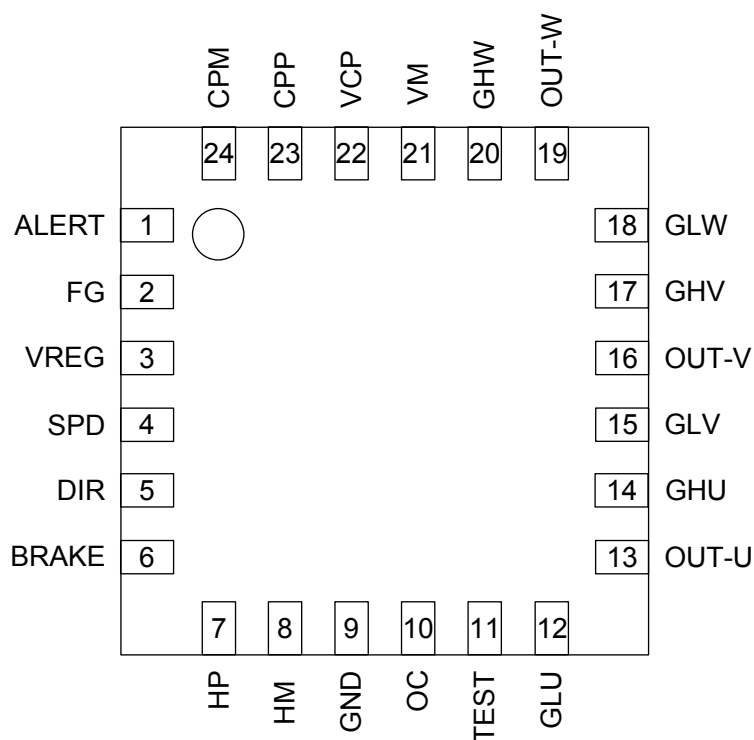 CPM CPP VCP VM GHW OUT-W
24 23 22 21 20 19
ALERT 1 18 GLW
FG 2 17 GHV
VREG 3 16 OUT-V
SPD 4 15 GLV
DIR 5 14 GHU
BRAKE 6 13 OUT-U
7 8 9 10 11 12
HP HM GND OC TEST GLU